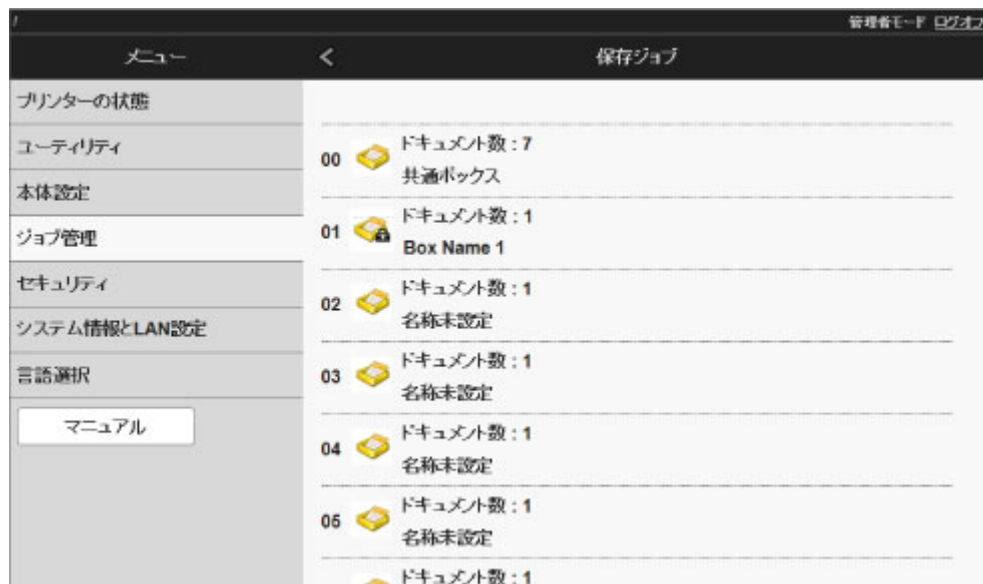 管理者モード ログオフ
メニュー
保存ジョブ
プリンターの状態
ユーティリティ
本体設定
ジョブ管理
セキュリティ
システム情報とLAN設定
言語選択
マニュアル
00 ドキュメント数 : 7
共通ボックス
01 ドキュメント数 : 1
Box Name 1
02 ドキュメント数 : 1
名称未設定
03 ドキュメント数 : 1
名称未設定
04 ドキュメント数 : 1
名称未設定
05 ドキュメント数 : 1
名称未設定
ドキュメント数 : 1